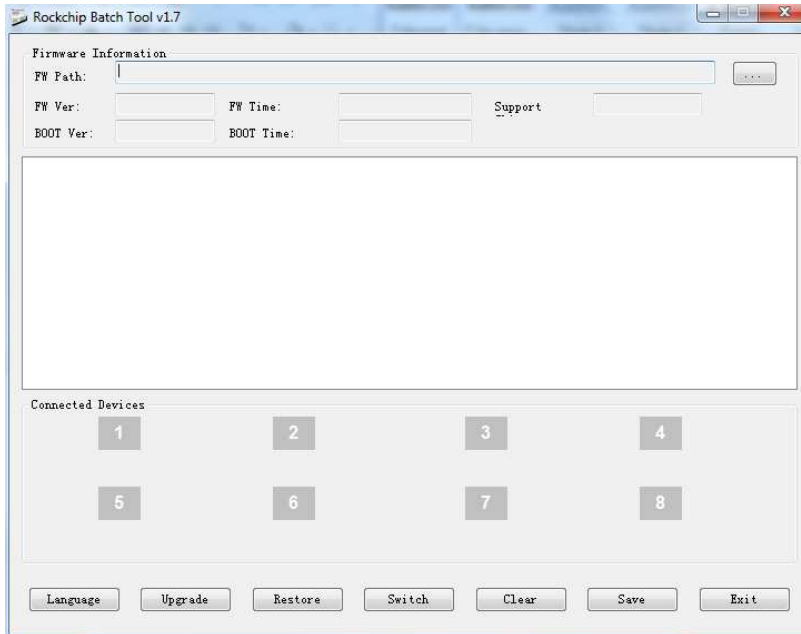 Rockchip Batch Tool v1.7
Firmware Information
FW Path:
...
FW Ver: FW Time: Support
BOOT Ver: BOOT Time:
Connected Devices
1 2 3 4
5 6 7 8
Language Upgrade Restore Switch Clear Save Exit